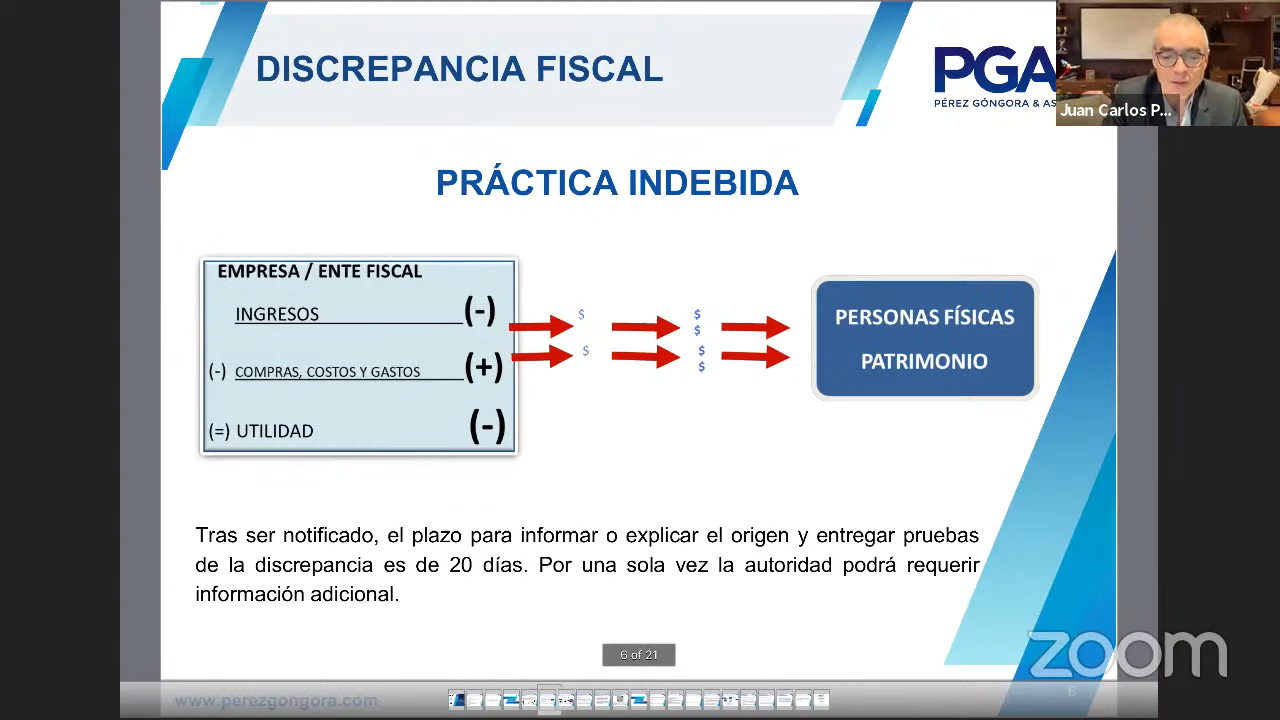 DISCREPANCIA FISCAL
PGA
PÉREZ GÓNGORA & AS
Juan Carlos P...
PRÁCTICA INDEBIDA
EMPRESA / ENTE FISCAL
INGRESOS (-)
(-) COMPRAS, COSTOS Y GASTOS (+)
(=) UTILIDAD (-)
$ $
$
$ $
$
PERSONAS FÍSICAS
PATRIMONIO
Tras ser notificado, el plazo para informar o explicar el origen y entregar pruebas
de la discrepancia es de 20 días. Por una sola vez la autoridad podrá requerir
información adicional.
6 of 21
zoom
www.perezgongora.com
6